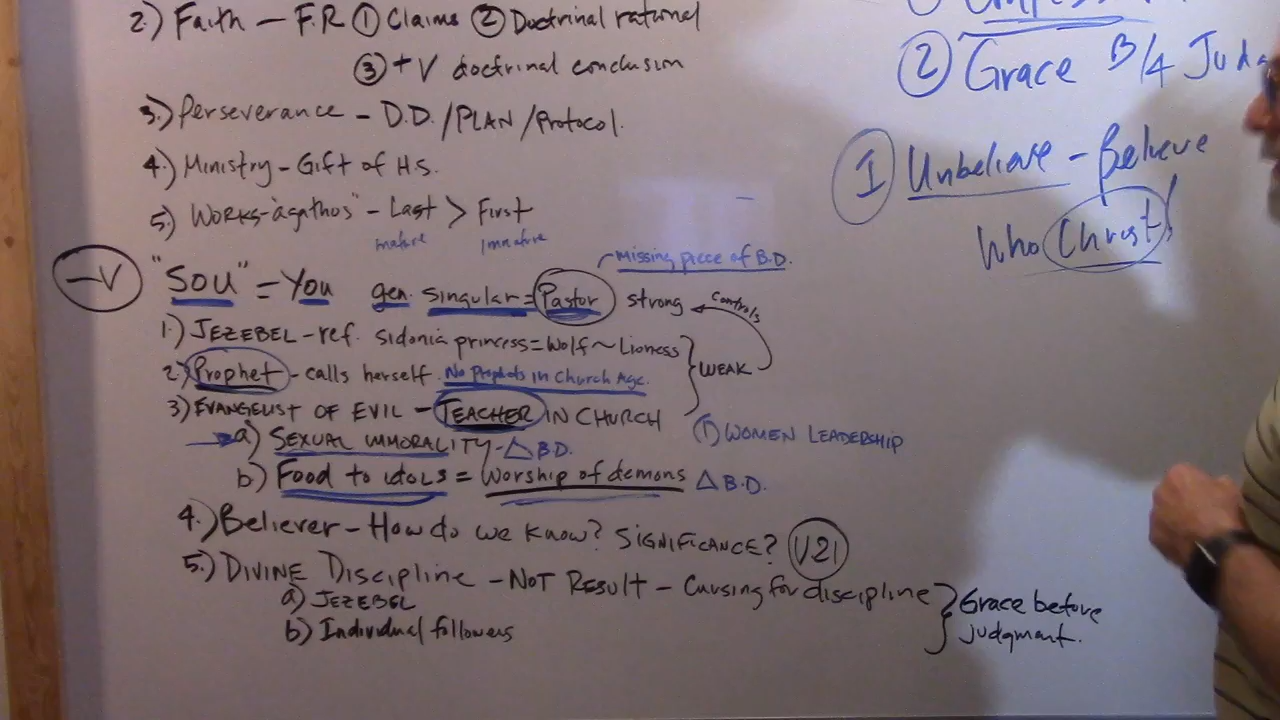 2.) Faith – F.R ① Claims ② Doctrinal rational
③ +V doctrinal conclusion
3.) Perseverance – D.D. / PLAN / Protocol.
4.) Ministry – Gift of H.S.
5.) Works - "agathos" – Last > First
mature immature
Missing piece of B.D.
-V "SOU" = You gen. singular = Pastor strong controls
1.) JEZEBEL – ref. sidonia princess = Wolf ~ Lioness
2.) Prophet – calls herself. No Prophets in Church Age. WEAK
3) EVANGELIST OF EVIL – TEACHER IN CHURCH
① WOMEN LEADERSHIP
a) SEXUAL IMMORALITY – △ B.D.
b) Food to idols = Worship of demons △ B.D.
4.) Believer – How do we know? SIGNIFICANCE? V21
5.) DIVINE Discipline – NOT RESULT – Causing for discipline
a) JEZEBEL
b) Individual followers
Grace before
judgment.
② Grace B/4
① Unbelieve – Believe
Who Christ!